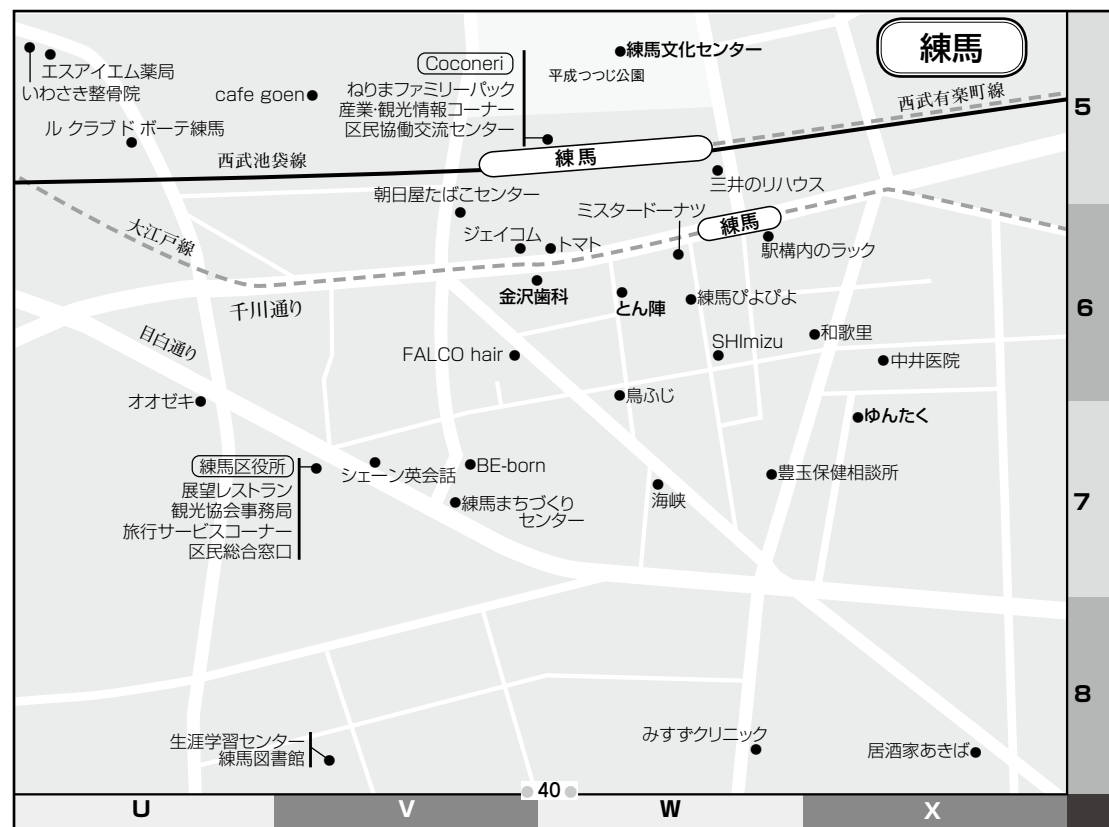 練馬
エスアイエム薬局
いわさき整骨院
cafe goen
ル クラブ ド ボーテ練馬
Coconeri
ねりまファミリーパック
産業・観光情報コーナー
区民協働交流センター
練馬文化センター
平成つつじ公園
西武有楽町線
西武池袋線
練馬
三井のリハウス
朝日屋たばこセンター
ミスタードーナツ
練馬
大江戸線
ジェイコム
トマト
駅構内のラック
千川通り
金沢歯科
とん陣
練馬ぴよぴよ
目白通り
FALCO hair
SHImizu
和歌里
中井医院
オオゼキ
鳥ふじ
ゆんたく
練馬区役所
展望レストラン
観光協会事務局
旅行サービスコーナー
区民総合窓口
シェーン英会話
BE-born
練馬まちづくり
センター
海峡
豊玉保健相談所
生涯学習センター
練馬図書館
みすずクリニック
居酒家あきば
5
6
7
8
40
U
V
W
X